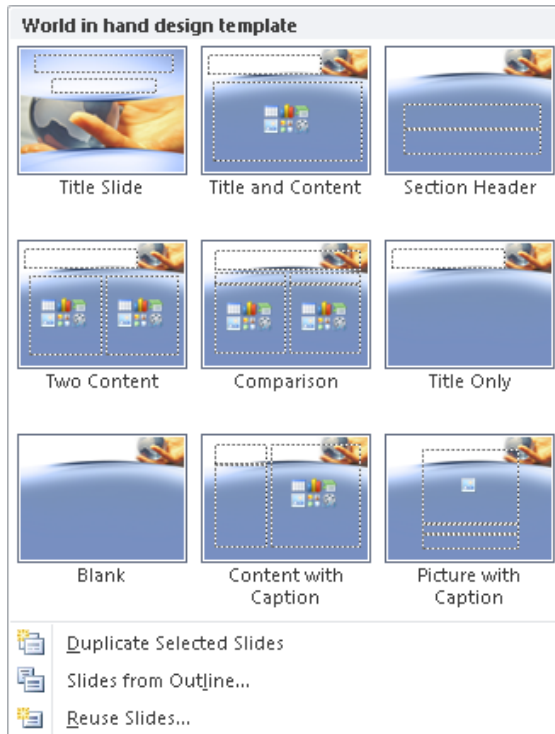 World in hand design template
Title Slide
Title and Content
Section Header
Two Content
Comparison
Title Only
Blank
Content with
Caption
Picture with
Caption
Duplicate Selected Slides
Slides from Outline...
Reuse Slides...